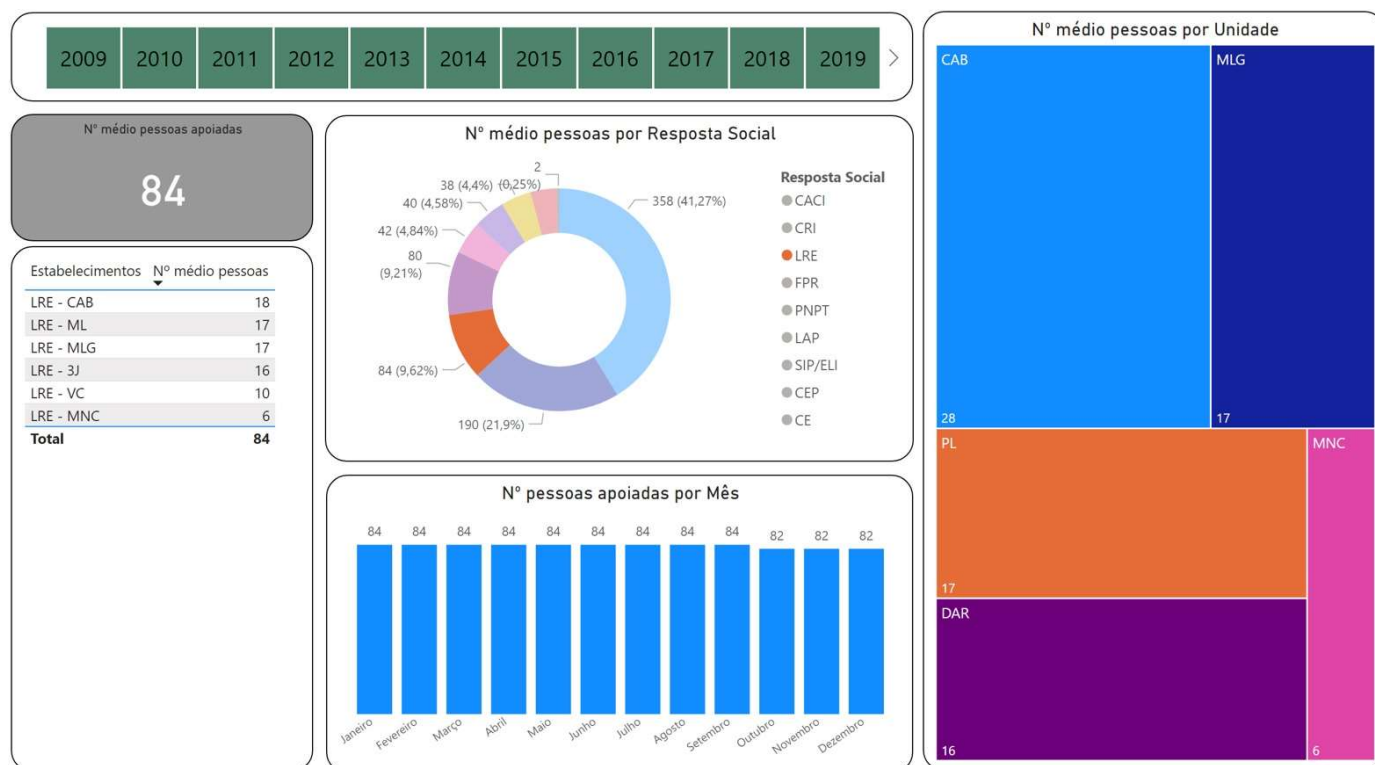 2009 2010 2011 2012 2013 2014 2015 2016 2017 2018 2019
Nº médio pessoas apoiadas
84
Estabelecimentos Nº médio pessoas
LRE - CAB 18
LRE - ML 17
LRE - MLG 17
LRE - 3J 16
LRE - VC 10
LRE - MNC 6
Total 84
Nº médio pessoas por Resposta Social
2
(0,25%)
38 (4,4%)
40 (4,58%)
42 (4,84%)
80
(9,21%)
84 (9,62%)
190 (21,9%)
358 (41,27%)
Resposta Social
CACI
CRI
LRE
FPR
PNPT
LAP
SIP/ELI
CEP
CE
Nº pessoas apoiadas por Mês
84 84 84 84 84 84 84 84 84 82 82 82
Janeiro Fevereiro Março Abril Maio Junho Julho Agosto Setembro Outubro Novembro Dezembro
Nº médio pessoas por Unidade
CAB
28
MLG
17
PL
17
MNC
6
DAR
16